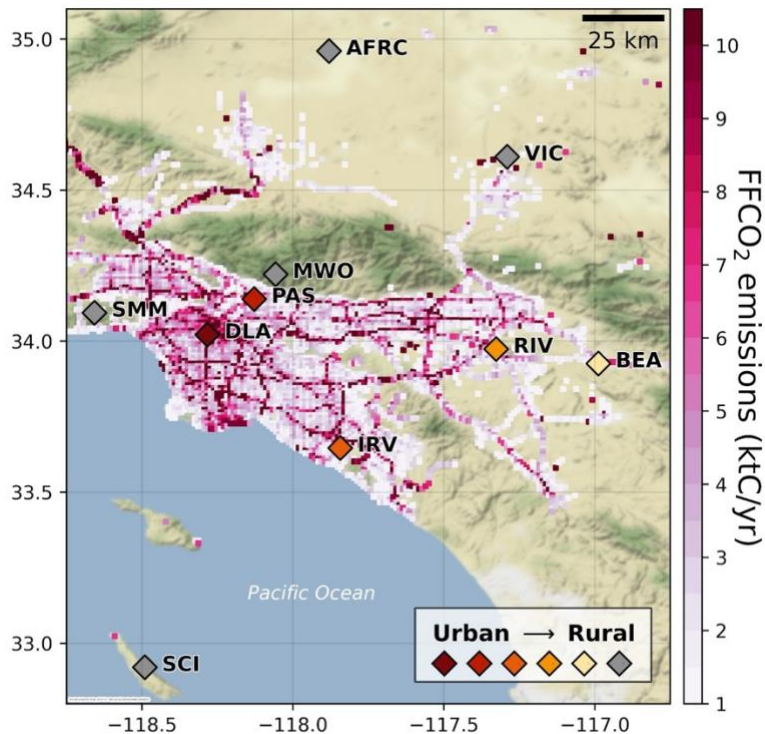 35.0
34.5
34.0
33.5
33.0
−118.5
−118.0
−117.5
−117.0
25 km
AFRC
VIC
MWO
PAS
SMM
DLA
RIV
BEA
IRV
Pacific Ocean
SCI
Urban → Rural
10
9
8
7
6
5
4
3
2
1
FFCO₂ emissions (ktC/yr)